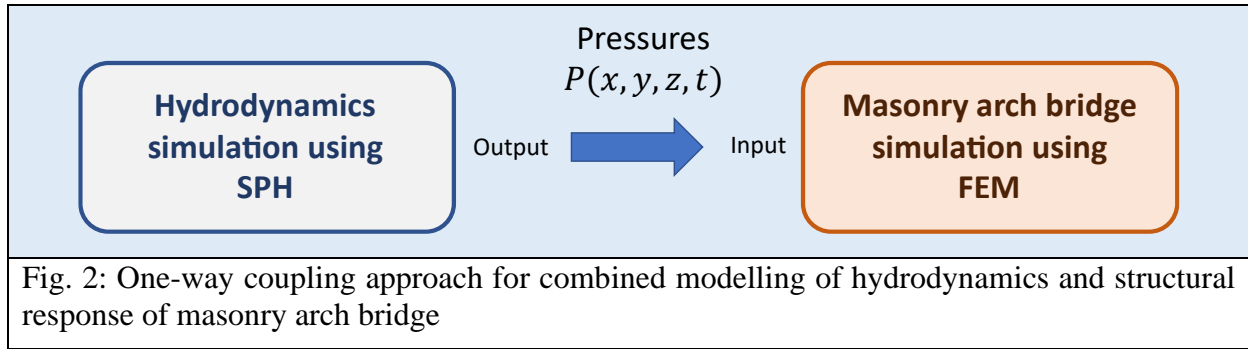 Pressures
P(x, y, z, t)
Hydrodynamics
simulation using
SPH
Output
Input
Masonry arch bridge
simulation using
FEM
Fig. 2: One-way coupling approach for combined modelling of hydrodynamics and structural
response of masonry arch bridge